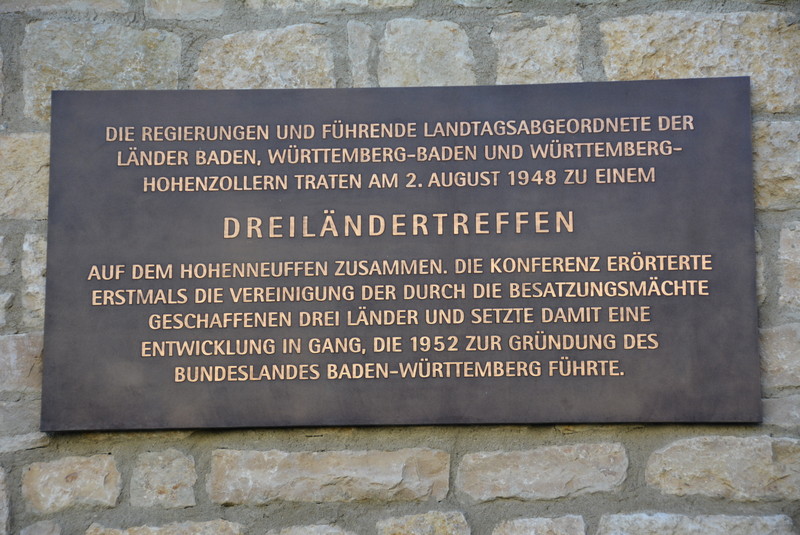 DIE REGIERUNGEN UND FÜHRENDE LANDTAGSABGEORDNETE DER
LÄNDER BADEN, WÜRTTEMBERG-BADEN UND WÜRTTEMBERG-
HOHENZOLLERN TRATEN AM 2. AUGUST 1948 ZU EINEM
DREILÄNDERTREFFEN
AUF DEM HOHENNEUFFEN ZUSAMMEN. DIE KONFERENZ ERÖRTERTE
ERSTMALS DIE VEREINIGUNG DER DURCH DIE BESATZUNGSMÄCHTE
GESCHAFFENEN DREI LÄNDER UND SETZTE DAMIT EINE
ENTWICKLUNG IN GANG, DIE 1952 ZUR GRÜNDUNG DES
BUNDESLANDES BADEN-WÜRTTEMBERG FÜHRTE.